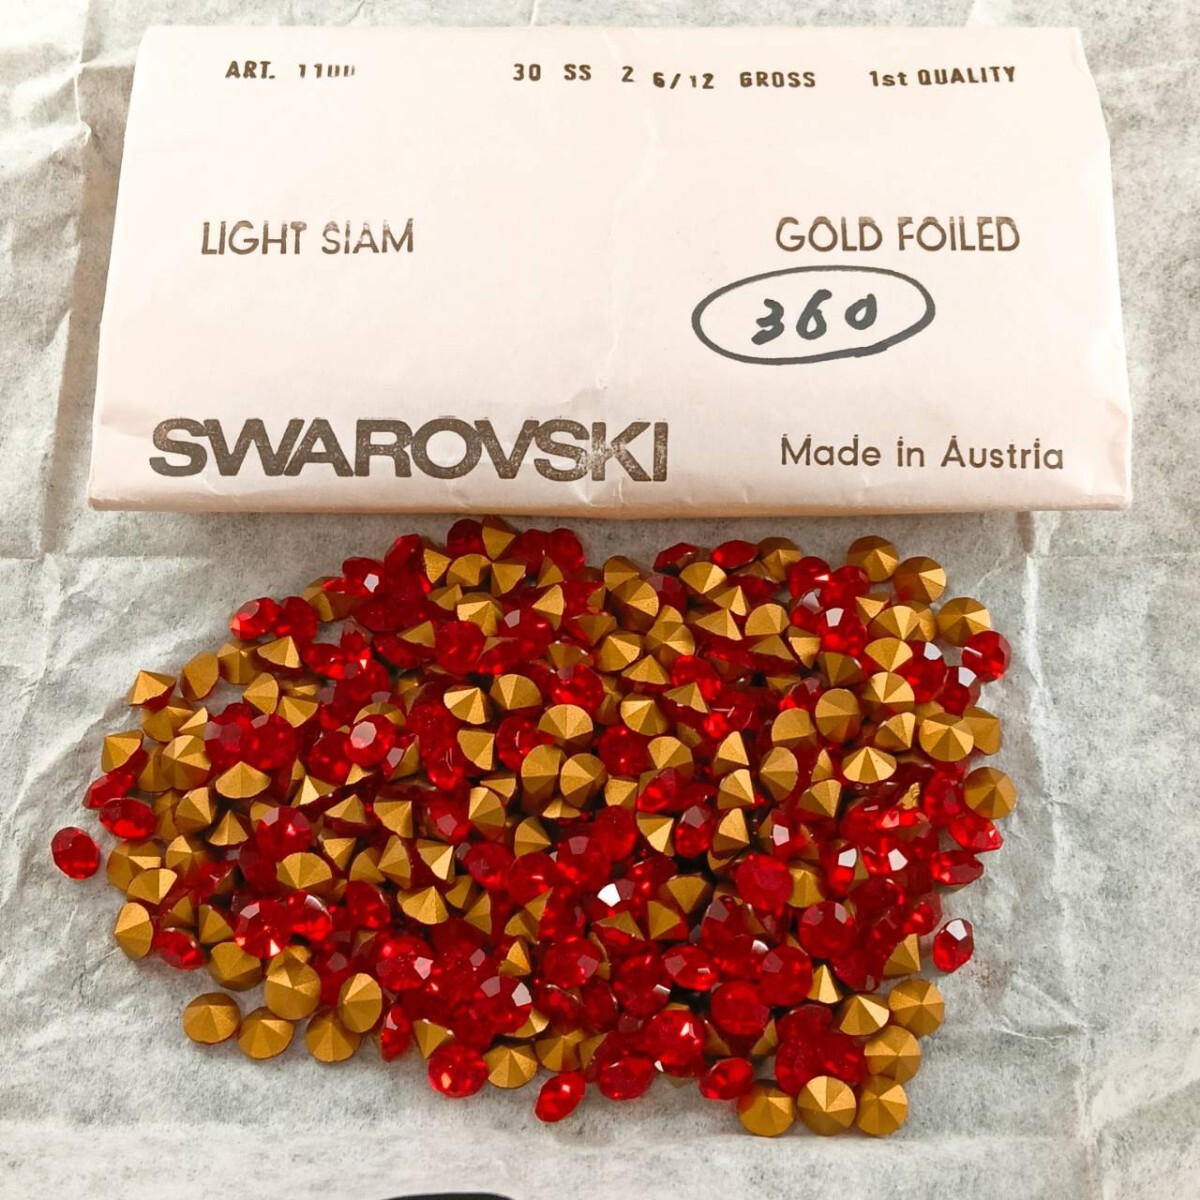 ART. 1100 30 SS 2 6/12 GROSS 1st QUALITY
LIGHT SIAM GOLD FOILED
360
SWAROVSKI Made in Austria